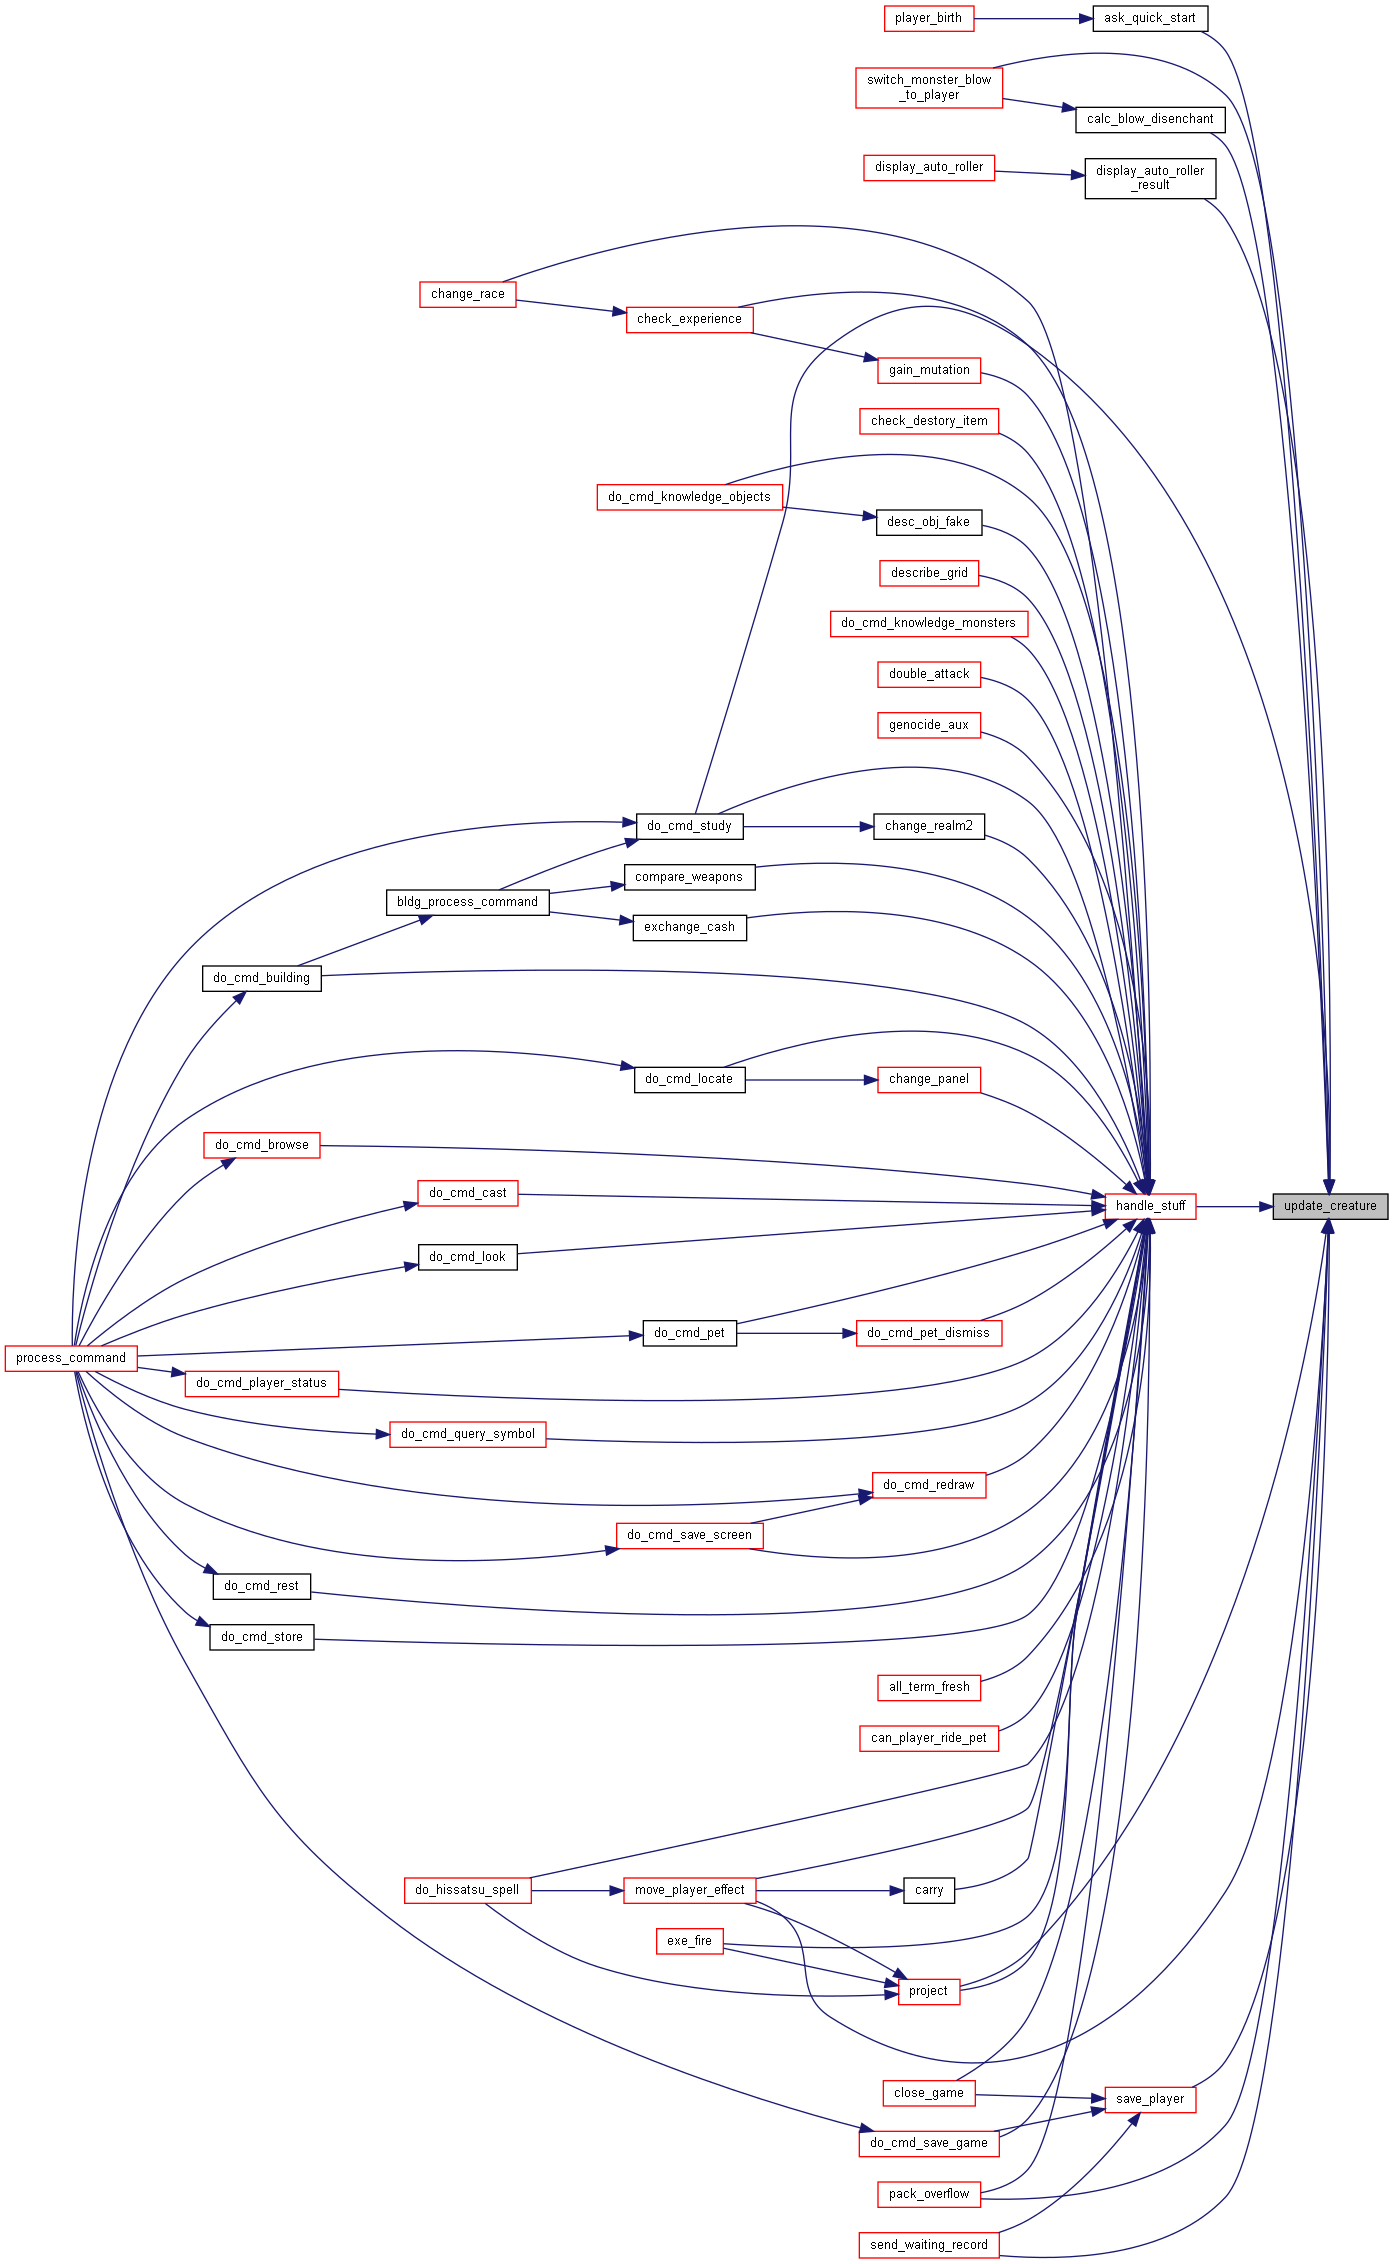 player_birth
ask_quick_start
switch_monster_blow
_to_player
calc_blow_disenchant
display_auto_roller
display_auto_roller
_result
change_race
check_experience
gain_mutation
check_destory_item
do_cmd_knowledge_objects
desc_obj_fake
describe_grid
do_cmd_knowledge_monsters
double_attack
genocide_aux
do_cmd_study
change_realm2
compare_weapons
bldg_process_command
exchange_cash
do_cmd_building
do_cmd_locate
change_panel
do_cmd_browse
do_cmd_cast
handle_stuff
update_creature
do_cmd_look
do_cmd_pet
do_cmd_pet_dismiss
process_command
do_cmd_player_status
do_cmd_query_symbol
do_cmd_redraw
do_cmd_save_screen
do_cmd_rest
do_cmd_store
all_term_fresh
can_player_ride_pet
do_hissatsu_spell
move_player_effect
carry
exe_fire
project
close_game
save_player
do_cmd_save_game
pack_overflow
send_waiting_record